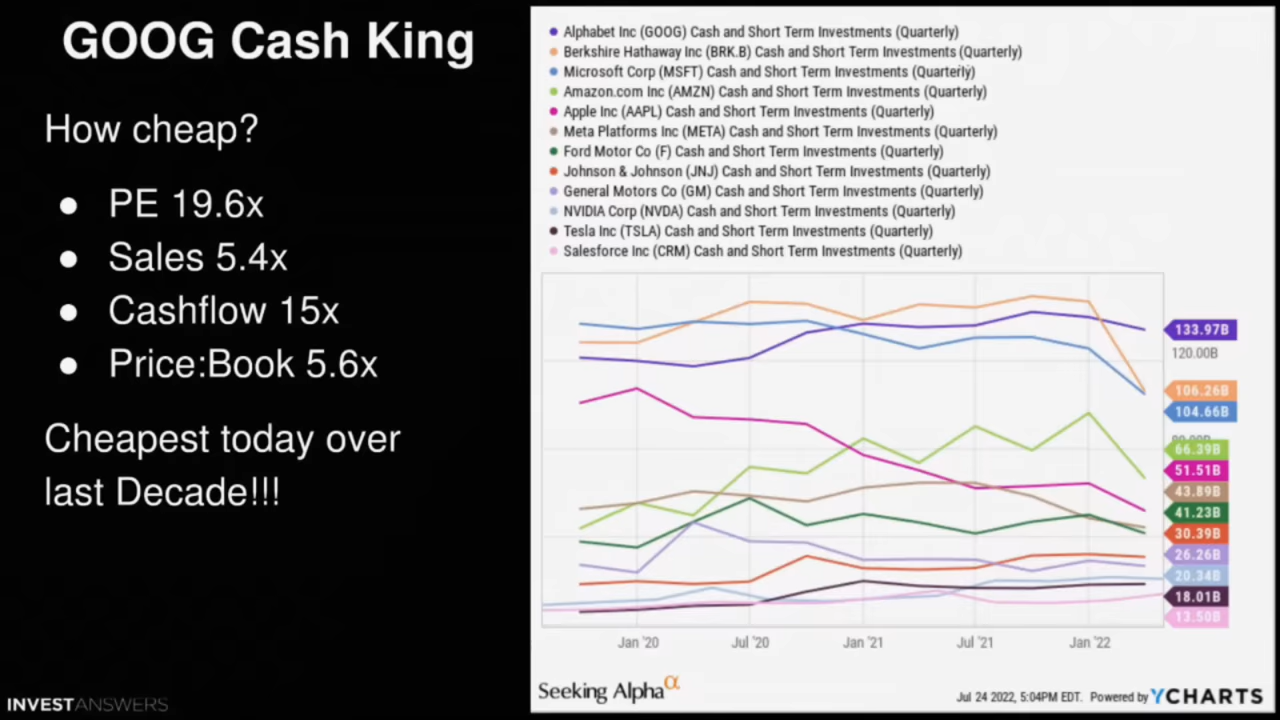 GOOG Cash King
How cheap?
● PE 19.6x
● Sales 5.4x
● Cashflow 15x
● Price:Book 5.6x
Cheapest today over
last Decade!!!
INVESTANSWERS
Alphabet Inc (GOOG) Cash and Short Term Investments (Quarterly)
Berkshire Hathaway Inc (BRK.B) Cash and Short Term Investments (Quarterly)
Microsoft Corp (MSFT) Cash and Short Term Investments (Quarterly)
Amazon.com Inc (AMZN) Cash and Short Term Investments (Quarterly)
Apple Inc (AAPL) Cash and Short Term Investments (Quarterly)
Meta Platforms Inc (META) Cash and Short Term Investments (Quarterly)
Ford Motor Co (F) Cash and Short Term Investments (Quarterly)
Johnson & Johnson (JNJ) Cash and Short Term Investments (Quarterly)
General Motors Co (GM) Cash and Short Term Investments (Quarterly)
NVIDIA Corp (NVDA) Cash and Short Term Investments (Quarterly)
Tesla Inc (TSLA) Cash and Short Term Investments (Quarterly)
Salesforce Inc (CRM) Cash and Short Term Investments (Quarterly)
133.97B
120.00B
106.26B
104.66B
66.39B
51.51B
43.89B
41.23B
30.39B
26.26B
20.34B
18.01B
13.50B
Jan '20 Jul '20 Jan '21 Jul '21 Jan '22
Seeking Alpha α
Jul 24 2022, 5:04PM EDT. Powered by YCHARTS